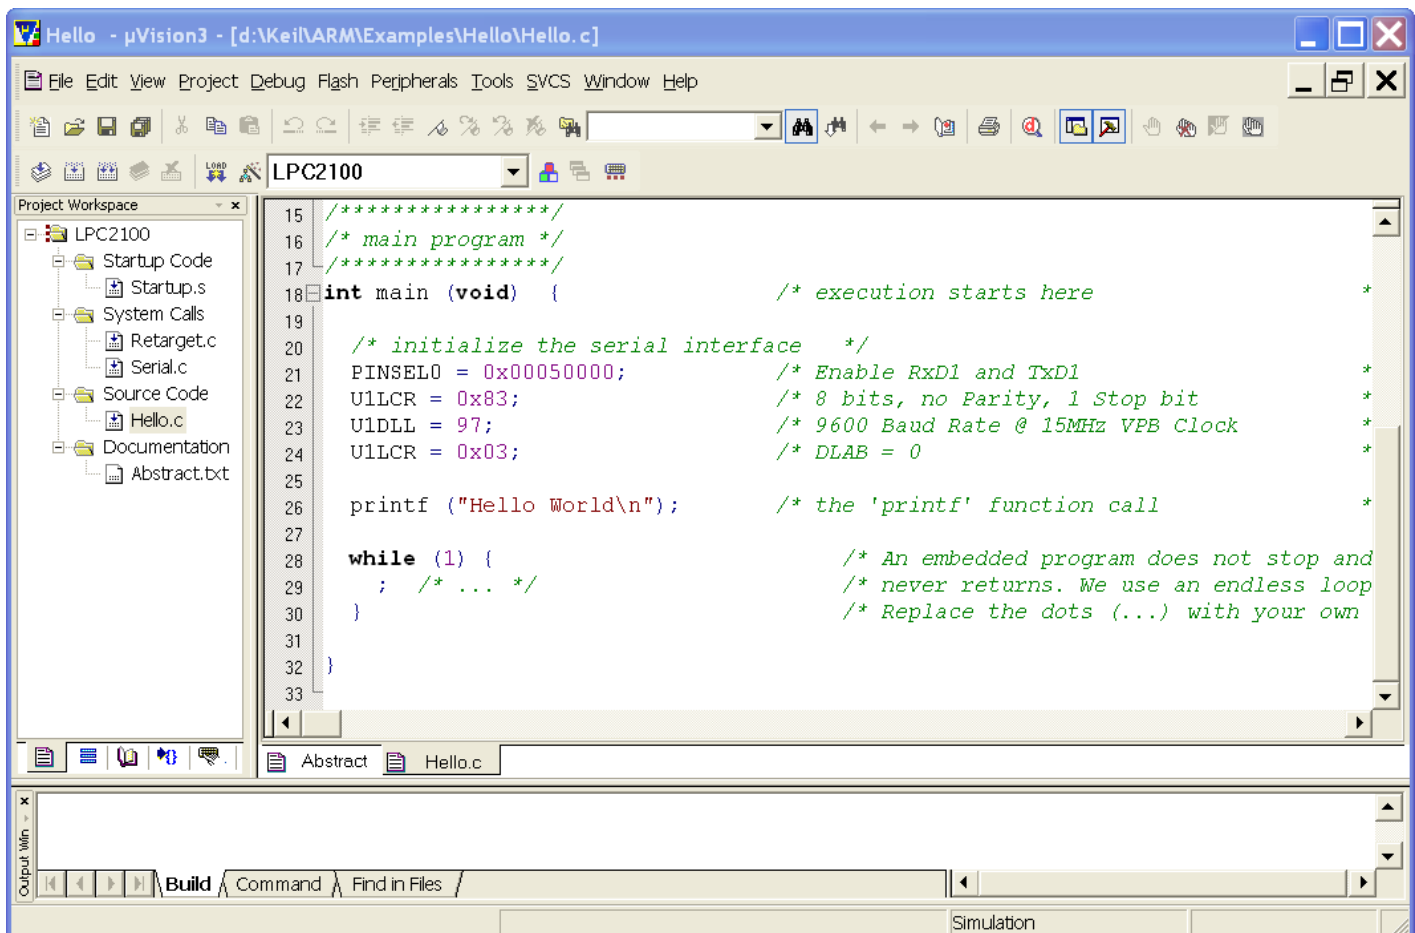 Hello - µVision3 - [d:\Keil\ARM\Examples\Hello\Hello.c]
File Edit View Project Debug Flash Peripherals Tools SVCS Window Help
LOAD LPC2100
Project Workspace
LPC2100
Startup Code
Startup.s
System Calls
Retarget.c
Serial.c
Source Code
Hello.c
Documentation
Abstract.txt
15 /****************/
16 /* main program */
17 /****************/
18 int main (void) { /* execution starts here *
19
20 /* initialize the serial interface */
21 PINSEL0 = 0x00050000; /* Enable RxD1 and TxD1 *
22 U1LCR = 0x83; /* 8 bits, no Parity, 1 Stop bit *
23 U1DLL = 97; /* 9600 Baud Rate @ 15MHz VPB Clock *
24 U1LCR = 0x03; /* DLAB = 0 *
25
26 printf ("Hello World\n"); /* the 'printf' function call *
27
28 while (1) { /* An embedded program does not stop and
29 ; /* ... */ /* never returns. We use an endless loop
30 } /* Replace the dots (...) with your own
31
32 }
33
Abstract Hello.c
Output Win
Build Command Find in Files
Simulation